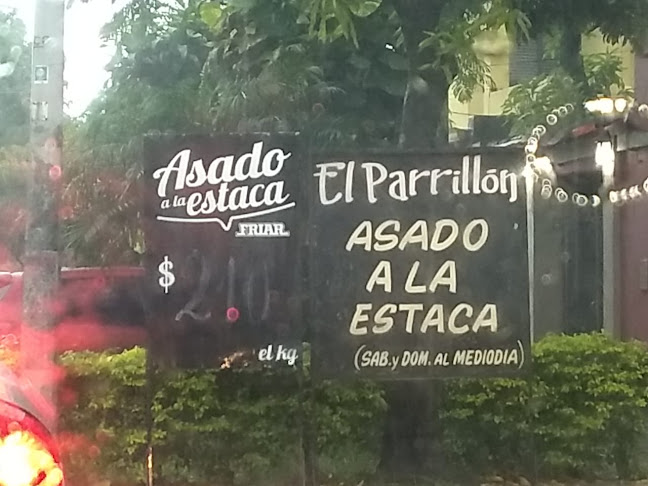 Asado
a la estaca
FRIAR
$ 210
el kg
El Parrillón
ASADO
A LA
ESTACA
(SAB. y DOM. AL MEDIODIA)